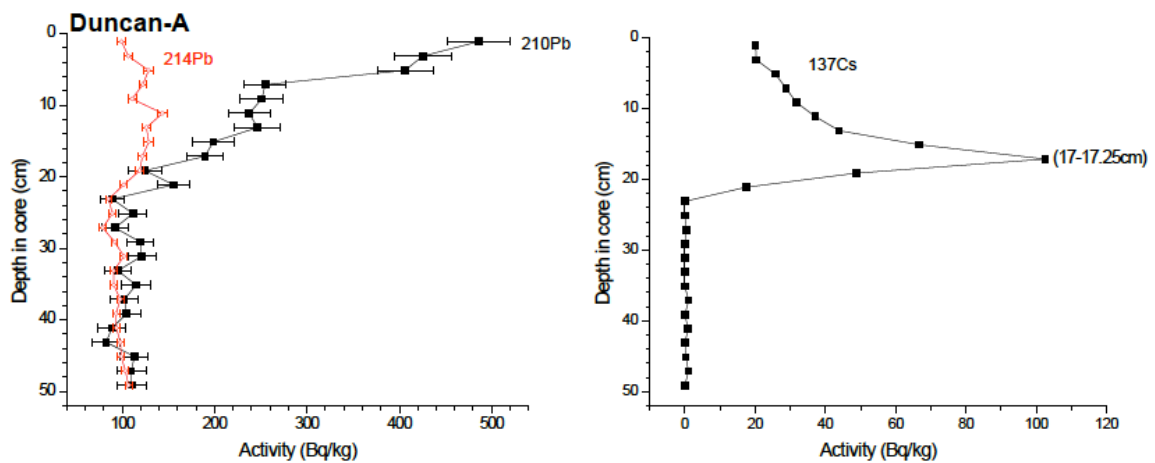 Duncan-A
214Pb
210Pb
0
10
20
30
40
50
Depth in core (cm)
100
200
300
400
500
Activity (Bq/kg)
137Cs
(17-17.25cm)
0
10
20
30
40
50
Depth in core (cm)
0
20
40
60
80
100
120
Activity (Bq/kg)